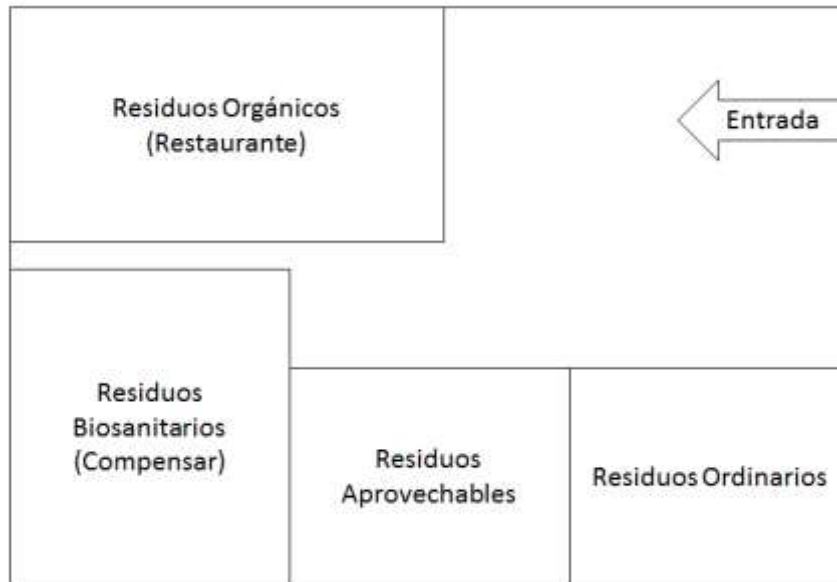 Residuos Orgánicos
(Restaurante)
Entrada
Residuos
Biosanitarios
(Compensar)
Residuos
Aprovechables
Residuos Ordinarios